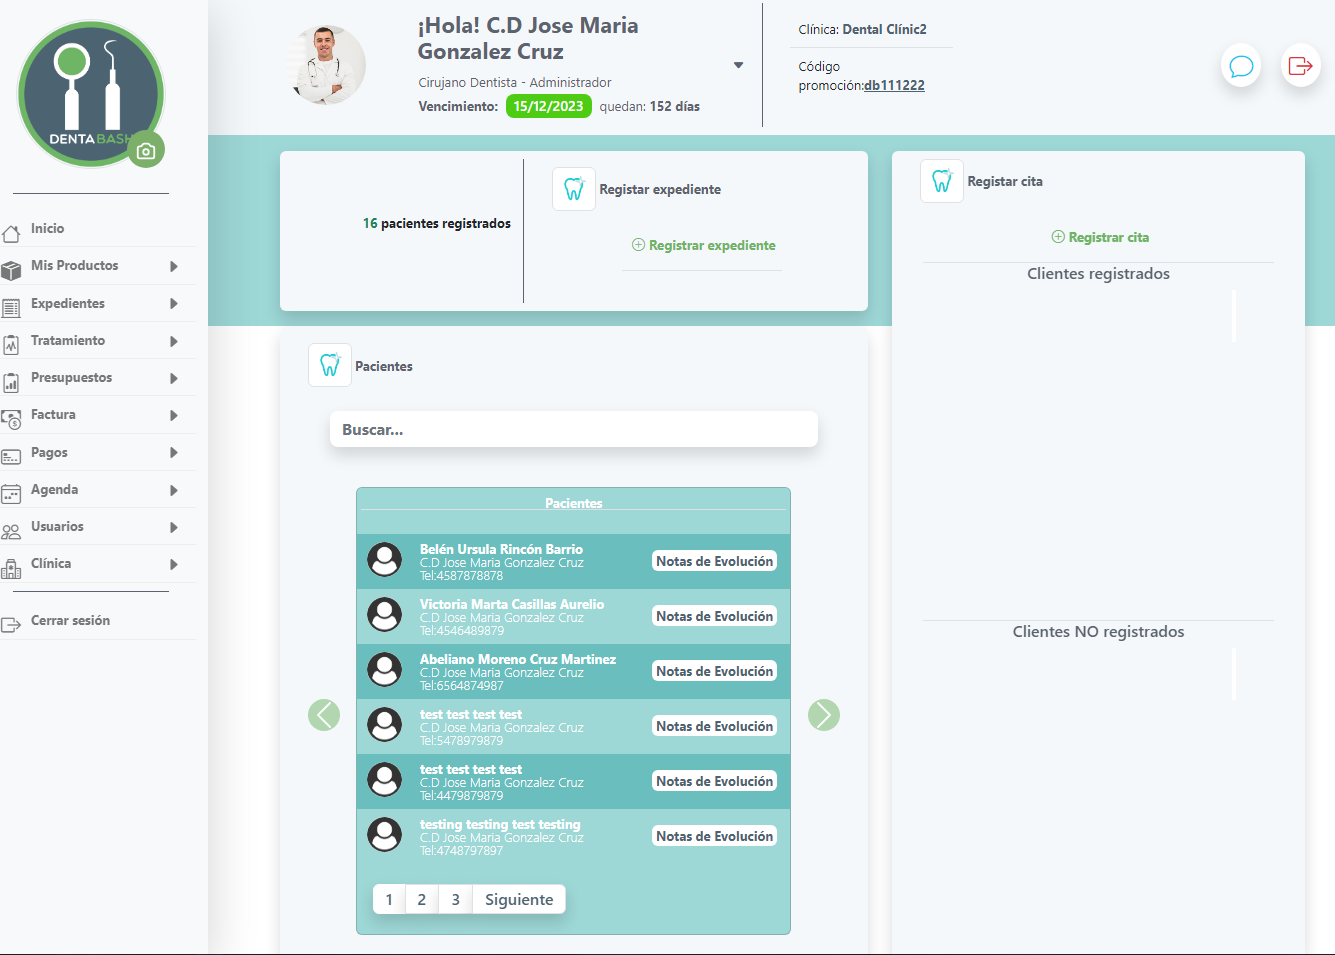 DENTABASH
Inicio
Mis Productos
Expedientes
Tratamiento
Presupuestos
Factura
Pagos
Agenda
Usuarios
Clínica
Cerrar sesión
¡Hola! C.D Jose Maria
Gonzalez Cruz
Cirujano Dentista - Administrador
Vencimiento: 15/12/2023 quedan: 152 días
Clínica: Dental Clínic2
Código
promoción:db111222
16 pacientes registrados
Registar expediente
Registrar expediente
Registar cita
Registrar cita
Clientes registrados
Clientes NO registrados
Pacientes
Buscar...
Pacientes
Belén Ursula Rincón Barrio
C.D Jose Maria Gonzalez Cruz
Tel:4587878878
Notas de Evolución
Victoria Marta Casillas Aurelio
C.D Jose Maria Gonzalez Cruz
Tel:4546489879
Notas de Evolución
Abeliano Moreno Cruz Martinez
C.D Jose Maria Gonzalez Cruz
Tel:6564874987
Notas de Evolución
test test test test
C.D Jose Maria Gonzalez Cruz
Tel:5478979879
Notas de Evolución
test test test test
C.D Jose Maria Gonzalez Cruz
Tel:4479879879
Notas de Evolución
testing testing test testing
C.D Jose Maria Gonzalez Cruz
Tel:4748797897
Notas de Evolución
1 2 3 Siguiente